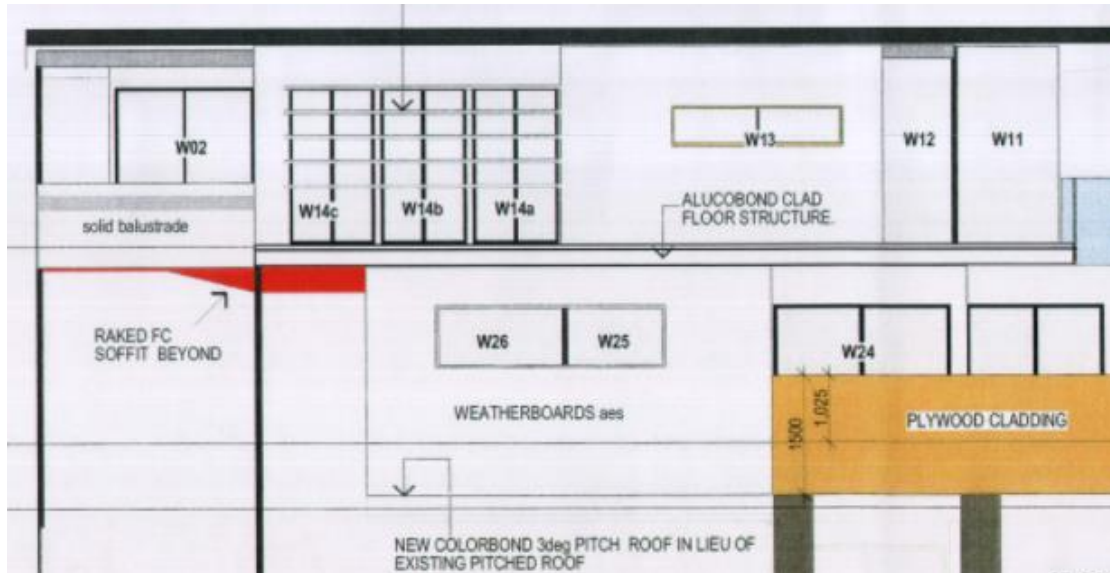 W02
W14c
W14b
W14a
W13
W12
W11
ALUCOBOND CLAD
FLOOR STRUCTURE.
solid balustrade
RAKED FC
SOFFIT BEYOND
W26
W25
W24
WEATHERBOARDS aes
1500
1,025
PLYWOOD CLADDING
NEW COLORBOND 3deg PITCH ROOF IN LIEU OF
EXISTING PITCHED ROOF